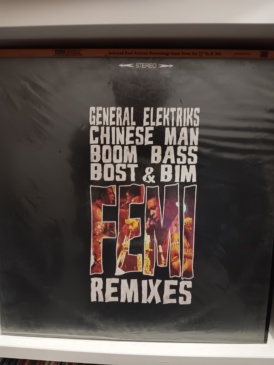 STEREO
GENERAL ELEKTRIKS
CHINESE MAN
BOOM BASS
BOST & BIM
FEMI
REMIXES